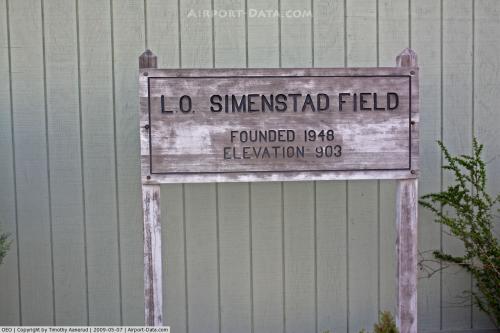 Airport-Data.com
L.O. SIMENSTAD FIELD
FOUNDED 1948
ELEVATION 903
OEO | Copyright by Timothy Aanerud | 2009-05-07 | Airport-Data.com